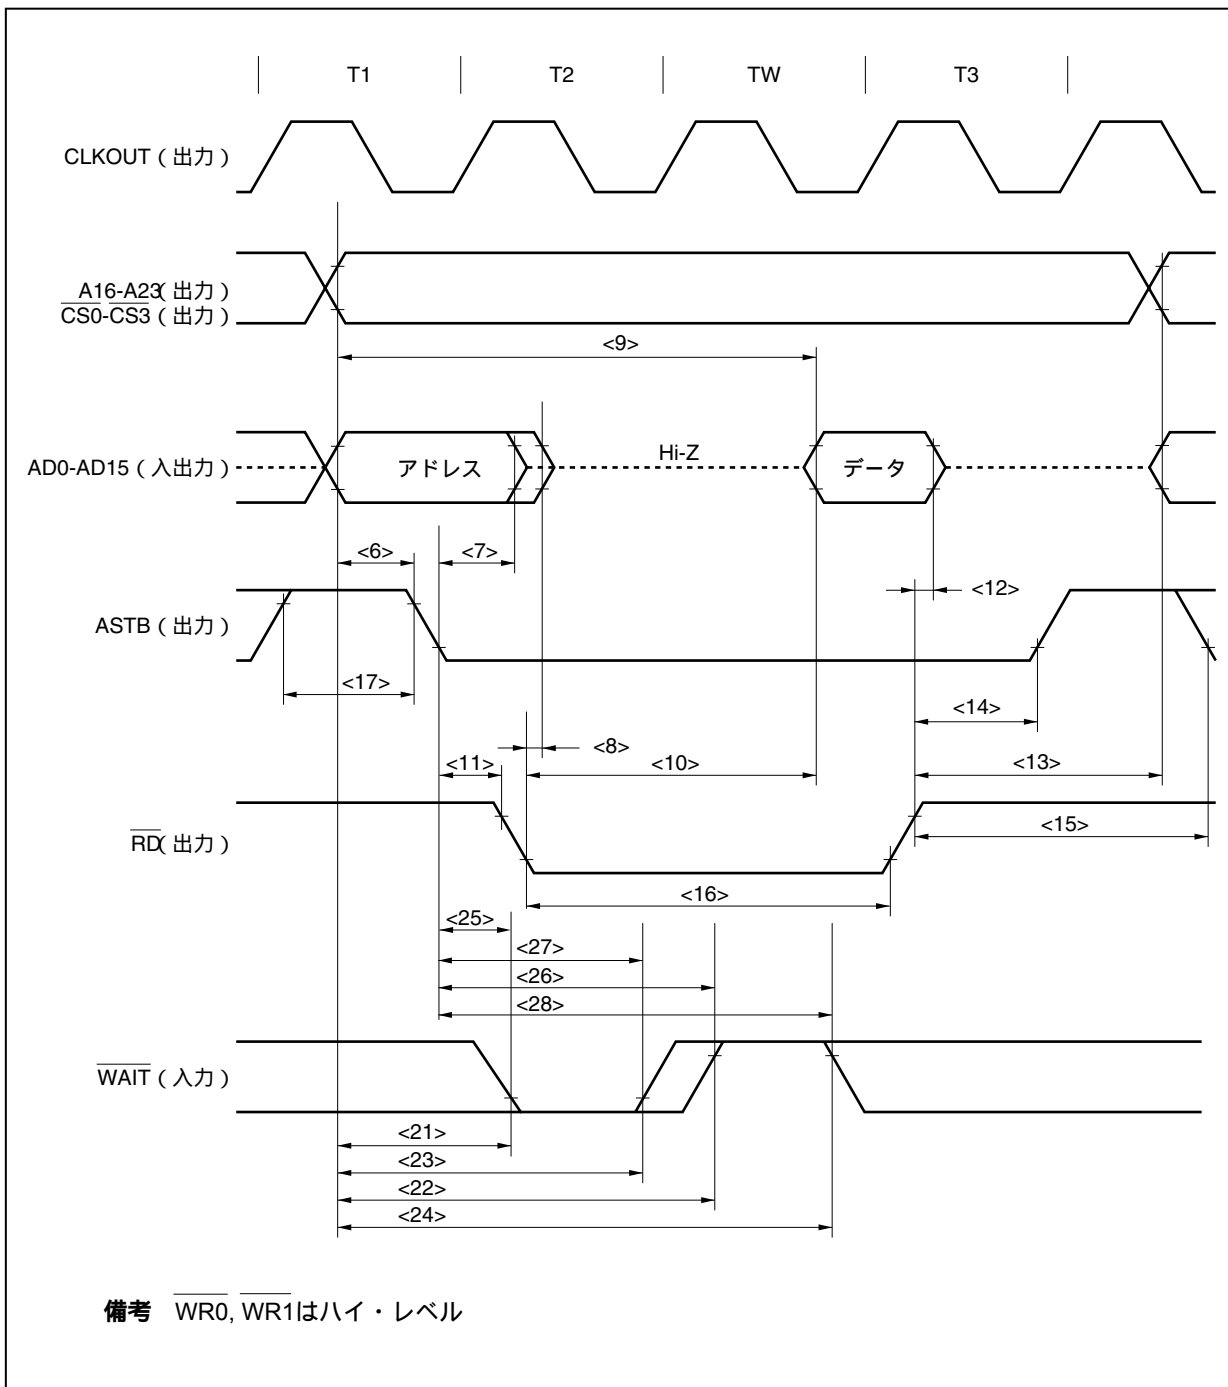 T1 T2 TW T3
CLKOUT（出力）
A16-A23（出力）
CS0-CS3（出力）
<9>
AD0-AD15（入出力） アドレス Hi-Z データ
<6> <7>
<12>
ASTB（出力）
<17>
<14>
<8>
<11> <10> <13>
<15>
RD（出力）
<16>
<25>
<27>
<26>
<28>
WAIT（入力）
<21>
<23>
<22>
<24>
備考 WR0, WR1はハイ・レベル